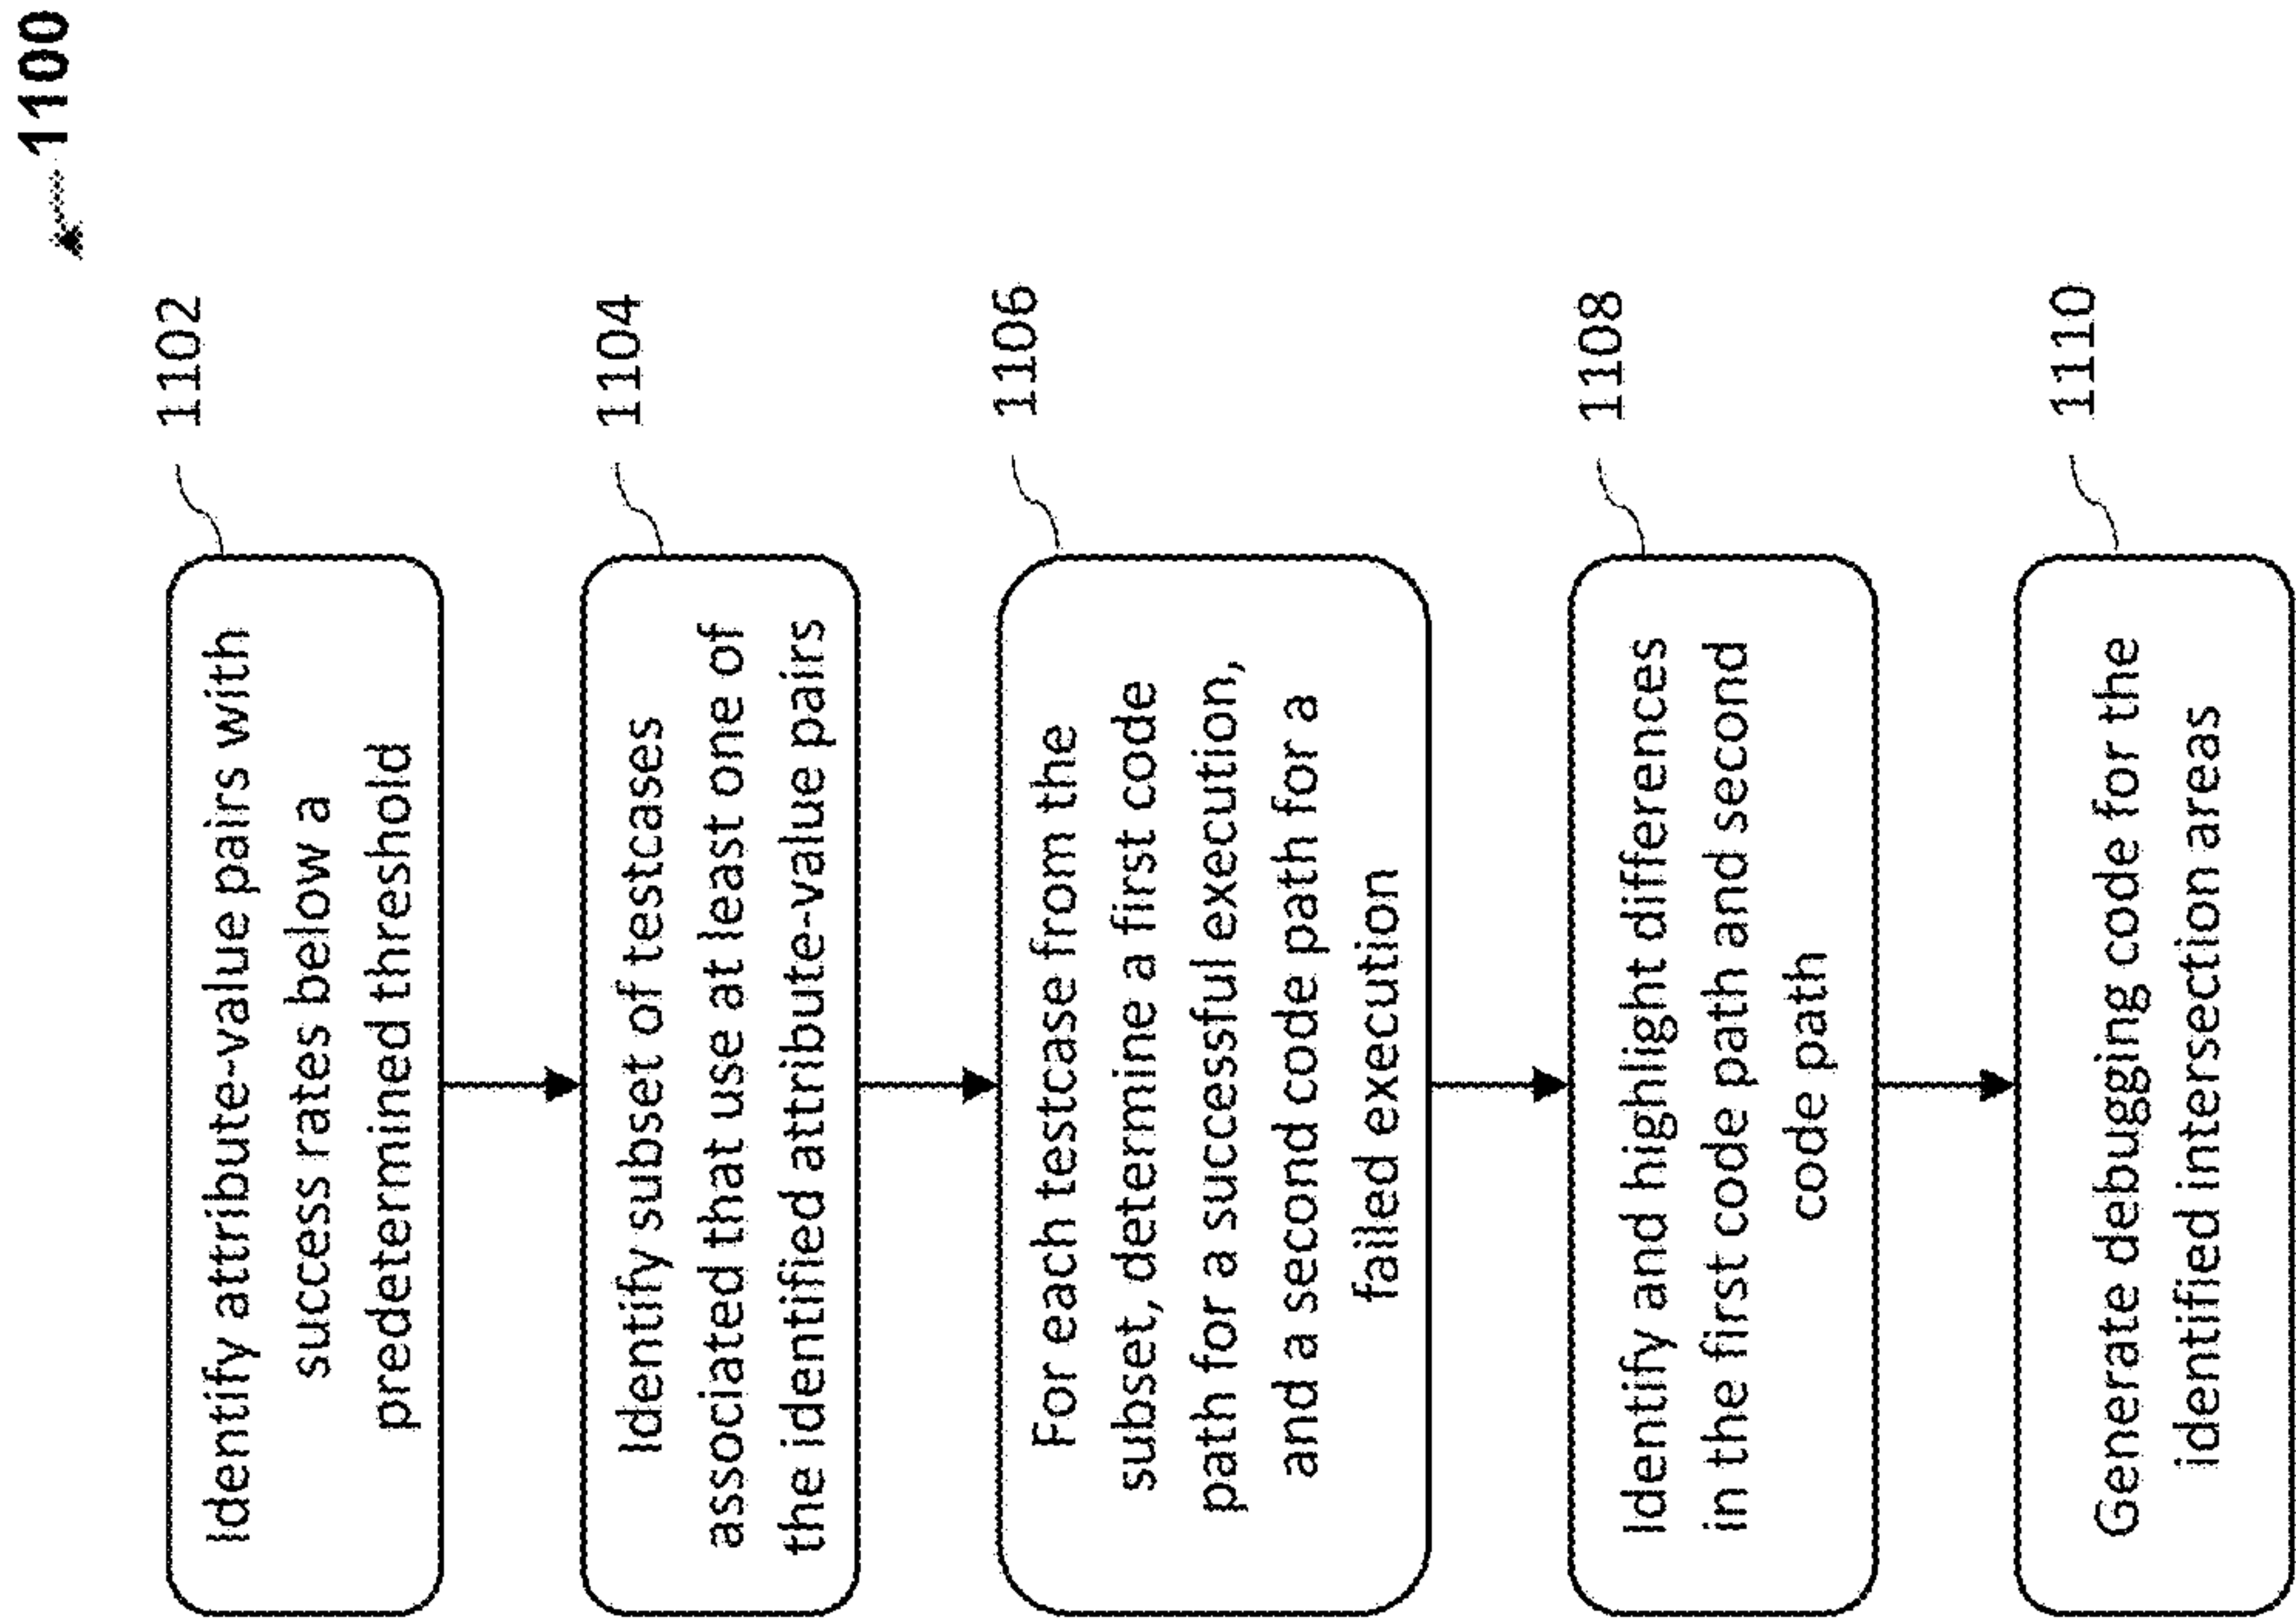 1100
1102
Identify attribute-value pairs with
success rates below a
predetermined threshold
1104
Identify subset of testcases
associated that use at least one of
the identified attribute-value pairs
1106
For each testcase from the
subset, determine a first code
path for a successful execution,
and a second code path for a
failed execution
1108
Identify and highlight differences
in the first code path and second
code path
1110
Generate debugging code for the
identified intersection areas